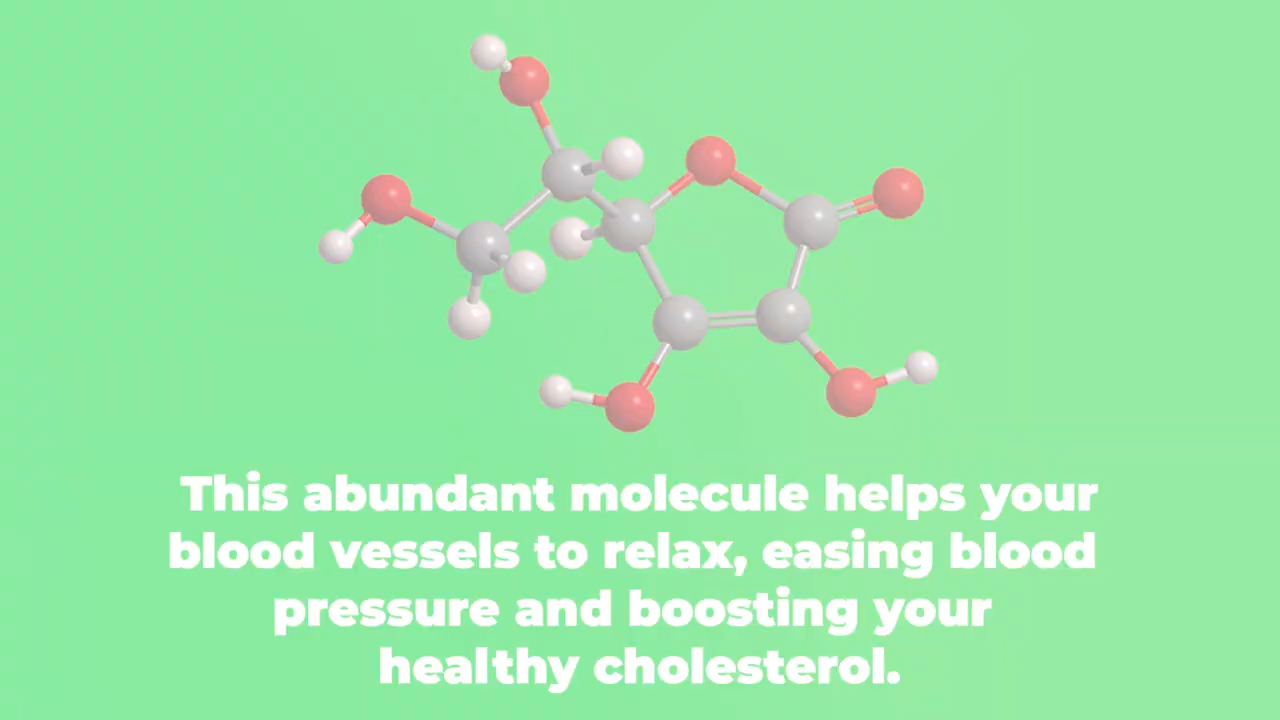 This abundant molecule helps your
blood vessels to relax, easing blood
pressure and boosting your
healthy cholesterol.